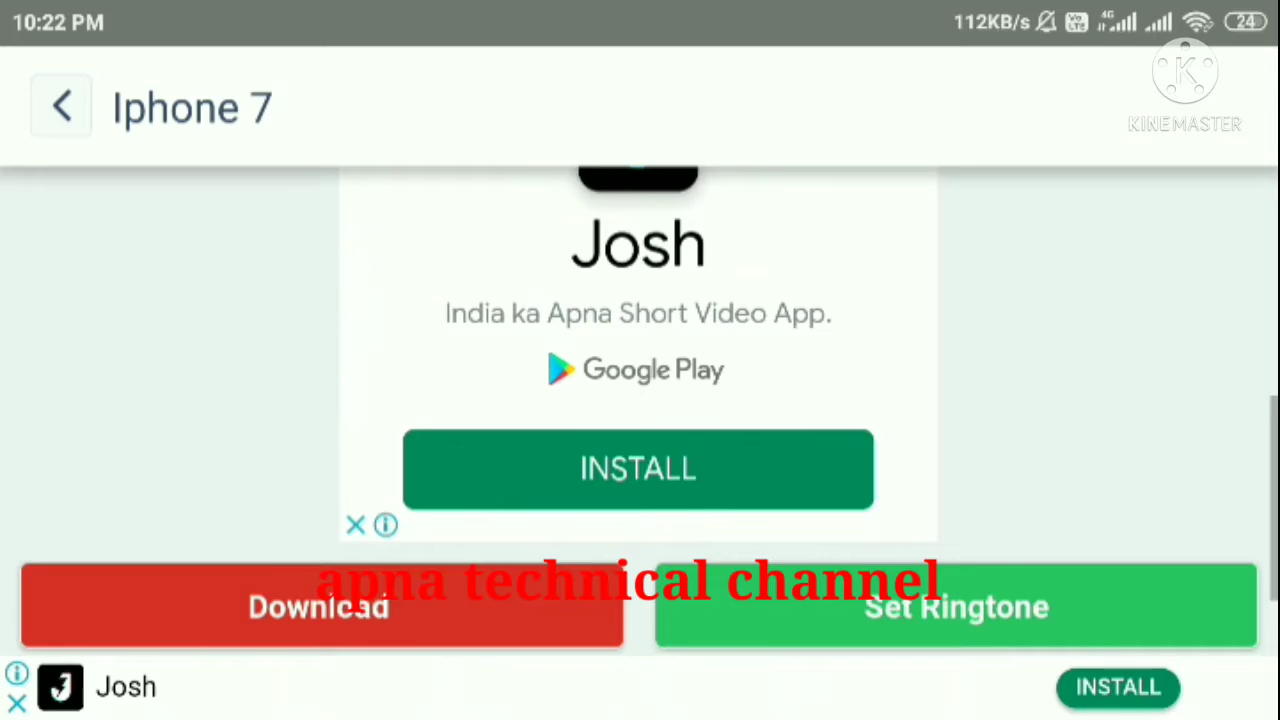 10:22 PM 112KB/s 4G 24
Iphone 7
K
KINEMASTER
Josh
India ka Apna Short Video App.
Google Play
INSTALL
apna technical channel
Download Set Ringtone
Josh INSTALL